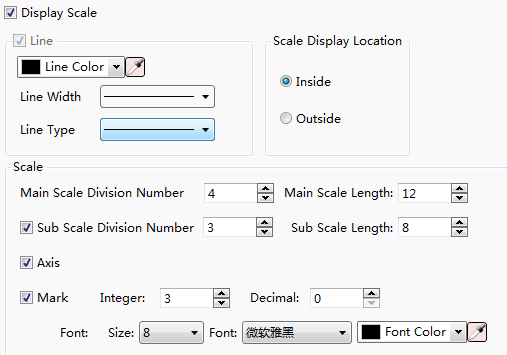 Display Scale
Line
Scale Display Location
Line Color
Inside
Line Width
Outside
Line Type
Scale
Main Scale Division Number 4 Main Scale Length: 12
Sub Scale Division Number 3 Sub Scale Length: 8
Axis
Mark Integer: 3 Decimal: 0
Font: Size: 8 Font: 微软雅黑 Font Color